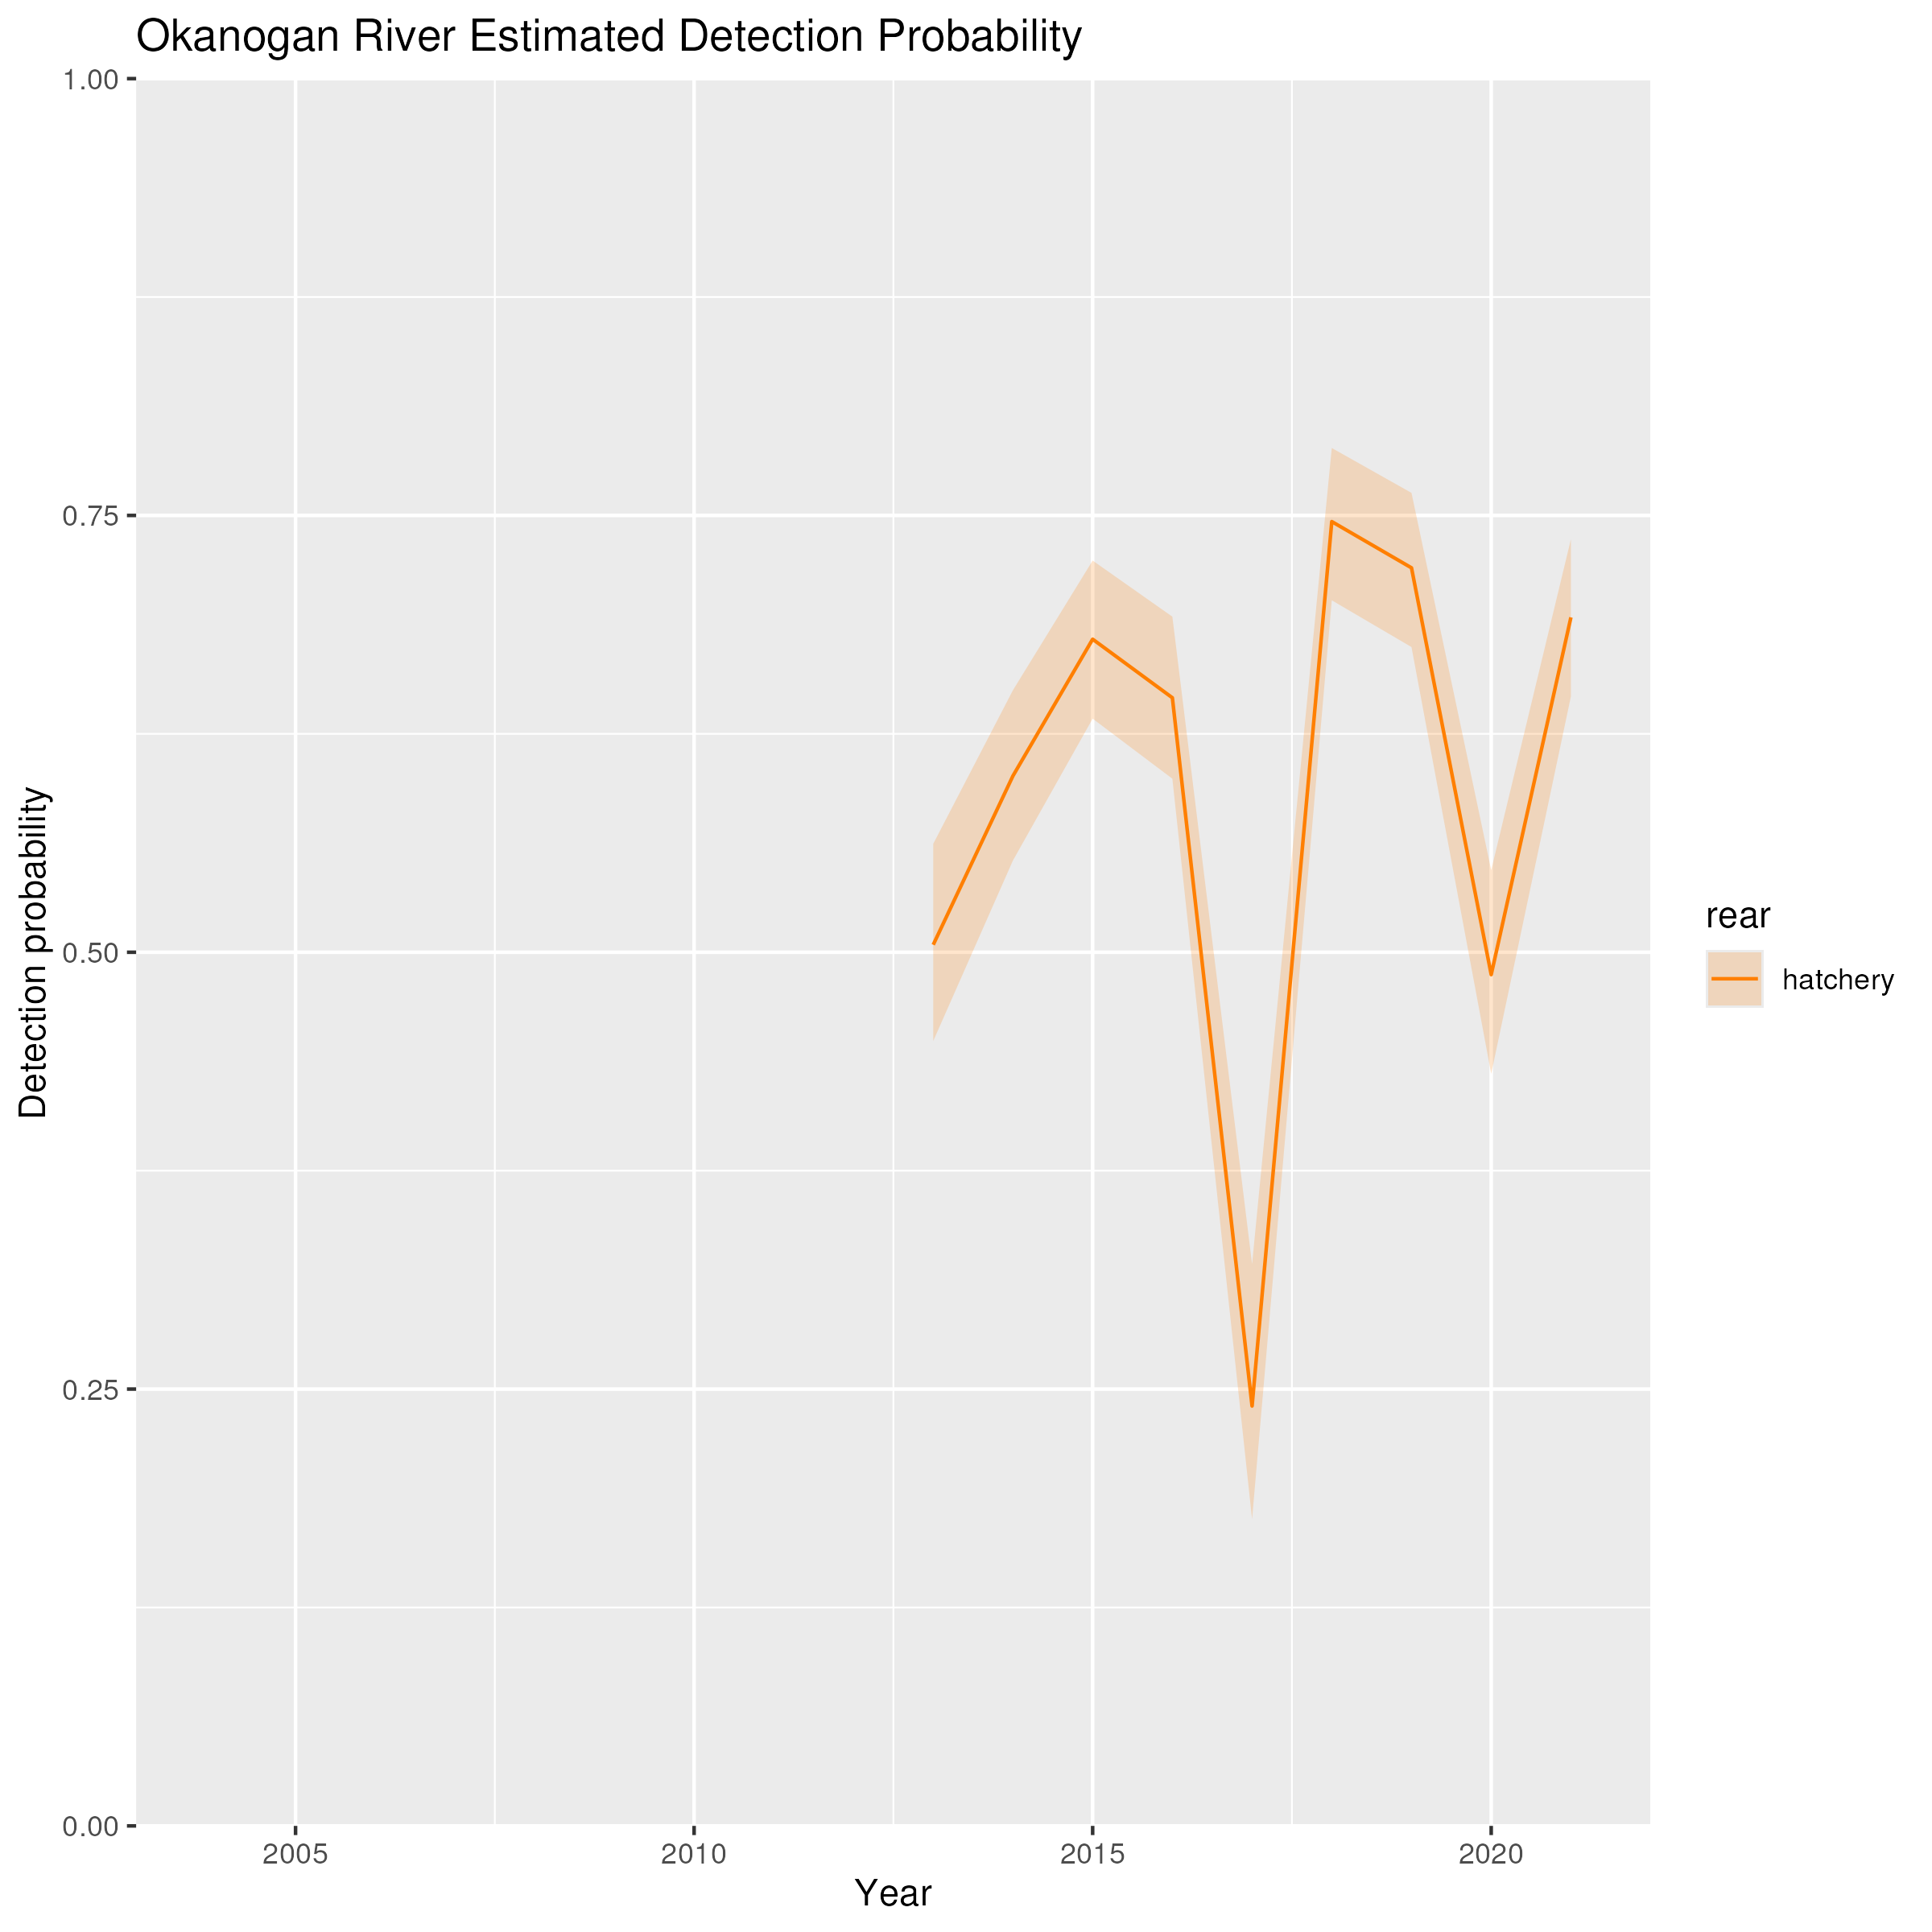 Okanogan River Estimated Detection Probability
1.00
0.75
0.50
0.25
0.00
Detection probability
2005 2010 2015 2020
Year
rear
hatchery